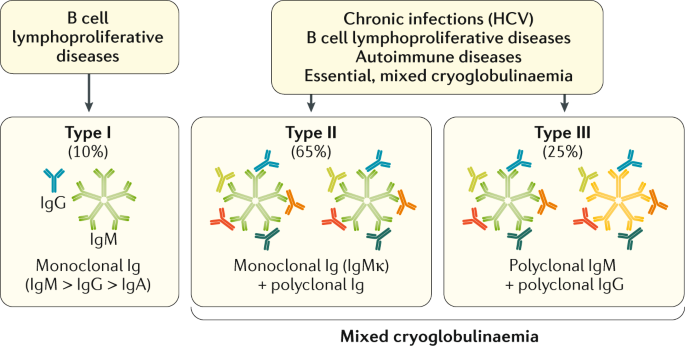 B cell
lymphoproliferative
diseases
Chronic infections (HCV)
B cell lymphoproliferative diseases
Autoimmune diseases
Essential, mixed cryoglobulinaemia
Type I
(10%)
IgG
IgM
Monoclonal Ig
(IgM > IgG > IgA)
Type II
(65%)
Monoclonal Ig (IgMκ)
+ polyclonal Ig
Type III
(25%)
Polyclonal IgM
+ polyclonal IgG
Mixed cryoglobulinaemia